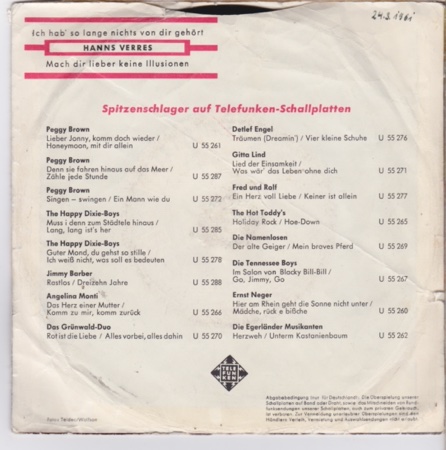 Ich hab' so lange nichts von dir gehört
24.3. 1961
HANNS VERRES
Mach dir lieber keine Illusionen
Spitzenschlager auf Telefunken-Schallplatten
Peggy Brown
Lieber Jonny, komm doch wieder /
Honeymoon, mit dir allein U 55 261
Peggy Brown
Denn sie fahren hinaus auf das Meer /
Zähle jede Stunde U 55 287
Peggy Brown
Singen – swingen / Ein Mann wie du U 55 272
The Happy Dixie-Boys
Muss i denn zum Städtele hinaus /
Lang, lang ist's her U 55 285
The Happy Dixie-Boys
Guter Mond, du gehst so stille /
Ich weiß nicht, was soll es bedeuten U 55 278
Jimmy Barber
Rastlos / Dreizehn Jahre U 55 288
Angelina Monti
Das Herz einer Mutter /
Komm zu mir, komm zurück U 55 266
Das Grünwald-Duo
Rot ist die Liebe / Alles vorbei, alles dahin U 55 270
Detlef Engel
Träumen (Dreamin') / Vier kleine Schuhe U 55 276
Gitta Lind
Lied der Einsamkeit /
Was wär' das Leben ohne dich U 55 271
Fred und Ralf
Ein Herz voll Liebe / Keiner ist allein U 55 277
The Hot Toddy's
Holiday Rock / Hoe-Down U 55 265
Die Namenlosen
Der alte Geiger / Mein braves Pferd U 55 269
Die Tennessee Boys
Im Salon von Blacky Bill-Bill /
Go, Jimmy, Go U 55 267
Ernst Neger
Hier am Rhein geht die Sonne nicht unter /
Mädche, rück e bißche U 55 260
Die Egerländer Musikanten
Herzweh / Unterm Kastanienbaum U 55 262
TELE
FUN
KEN